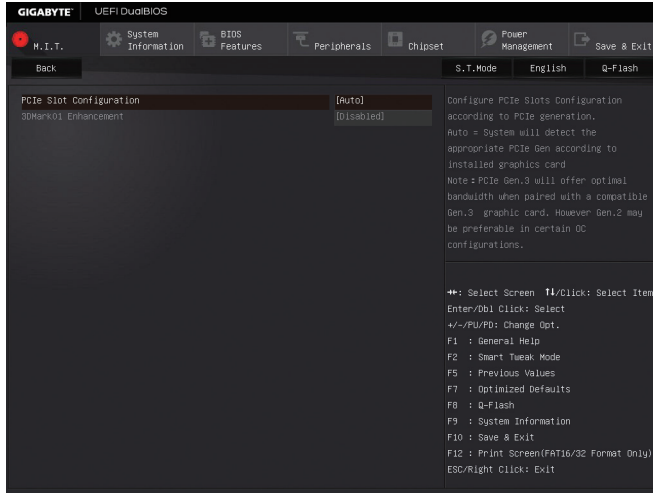 GIGABYTE™ UEFI DualBIOS
M.I.T.
System Information
BIOS Features
Peripherals
Chipset
Power Management
Save & Exit
Back
S.T.Mode English Q-Flash
PCIe Slot Configuration [Auto]
3DMark01 Enhancement [Disabled]
Configure PCIe Slots Configuration
according to PCIe generation.
Auto = System will detect the
appropriate PCIe Gen according to
installed graphics card
Note：PCIe Gen.3 will offer optimal
bandwidth when paired with a compatible
Gen.3 graphic card. However Gen.2 may
be preferable in certain OC
configurations.
→←: Select Screen ↑↓/Click: Select Item
Enter/Dbl Click: Select
+/-/PU/PD: Change Opt.
F1 : General Help
F2 : Smart Tweak Mode
F5 : Previous Values
F7 : Optimized Defaults
F8 : Q-Flash
F9 : System Information
F10 : Save & Exit
F12 : Print Screen(FAT16/32 Format Only)
ESC/Right Click: Exit